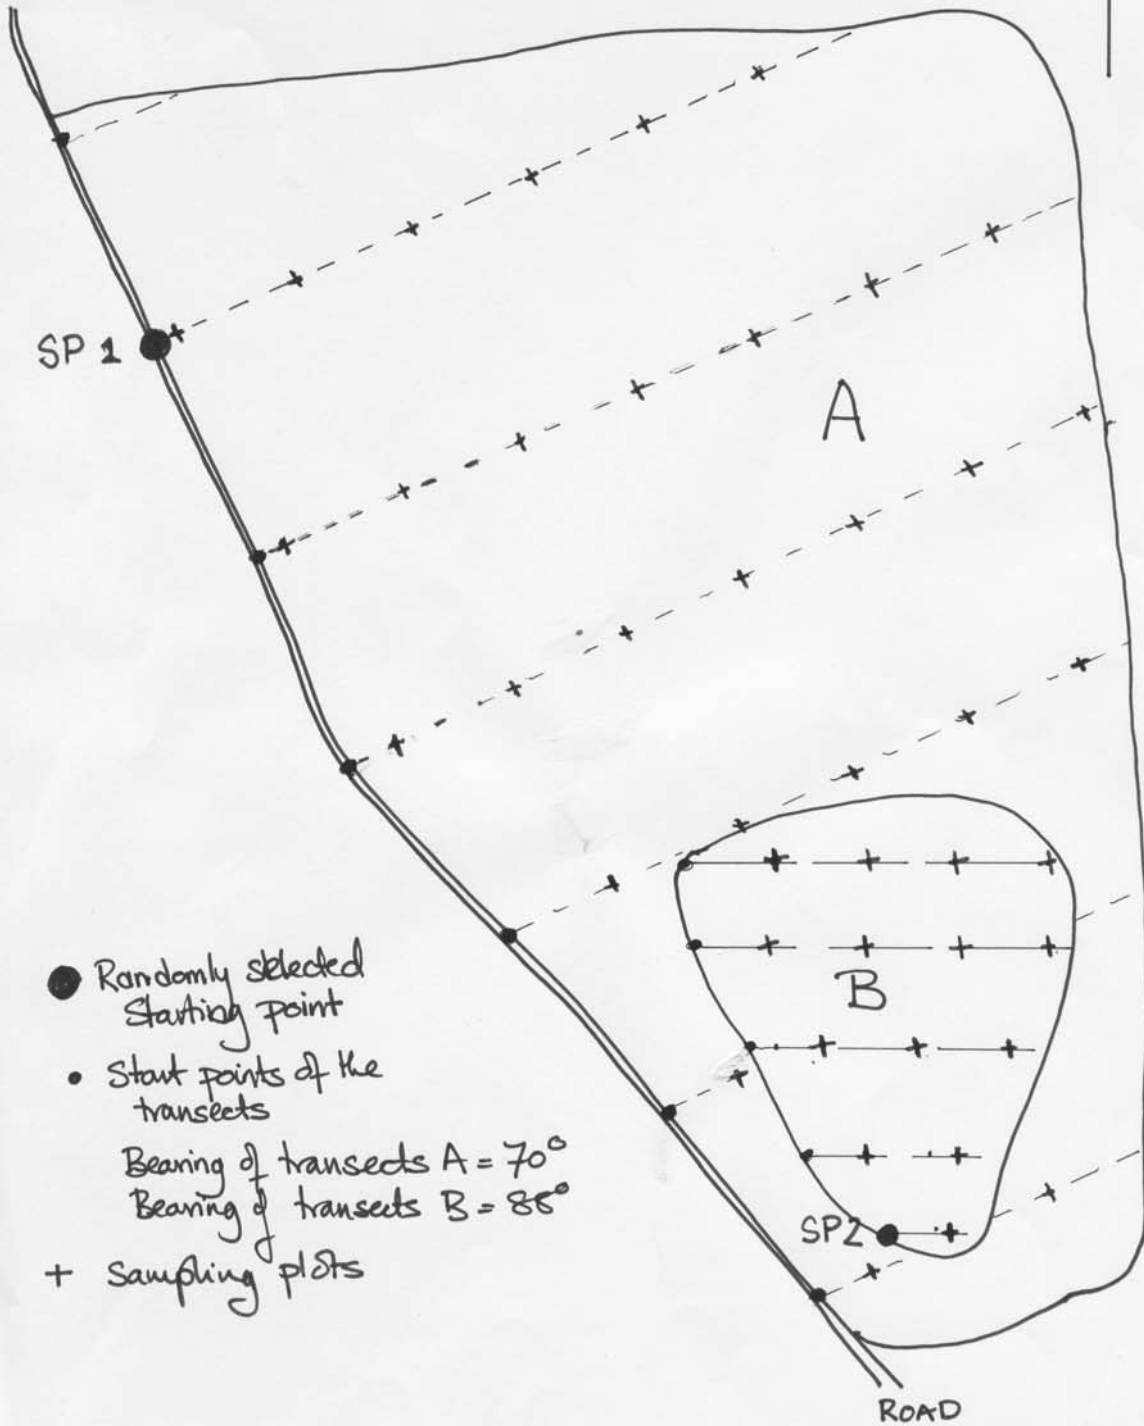 SP 1
A
B
SP2
Randomly selected
Starting point
Start points of the
transects
Bearing of transects A = 70°
Bearing of transects B = 88°
+ Sampling plots
ROAD